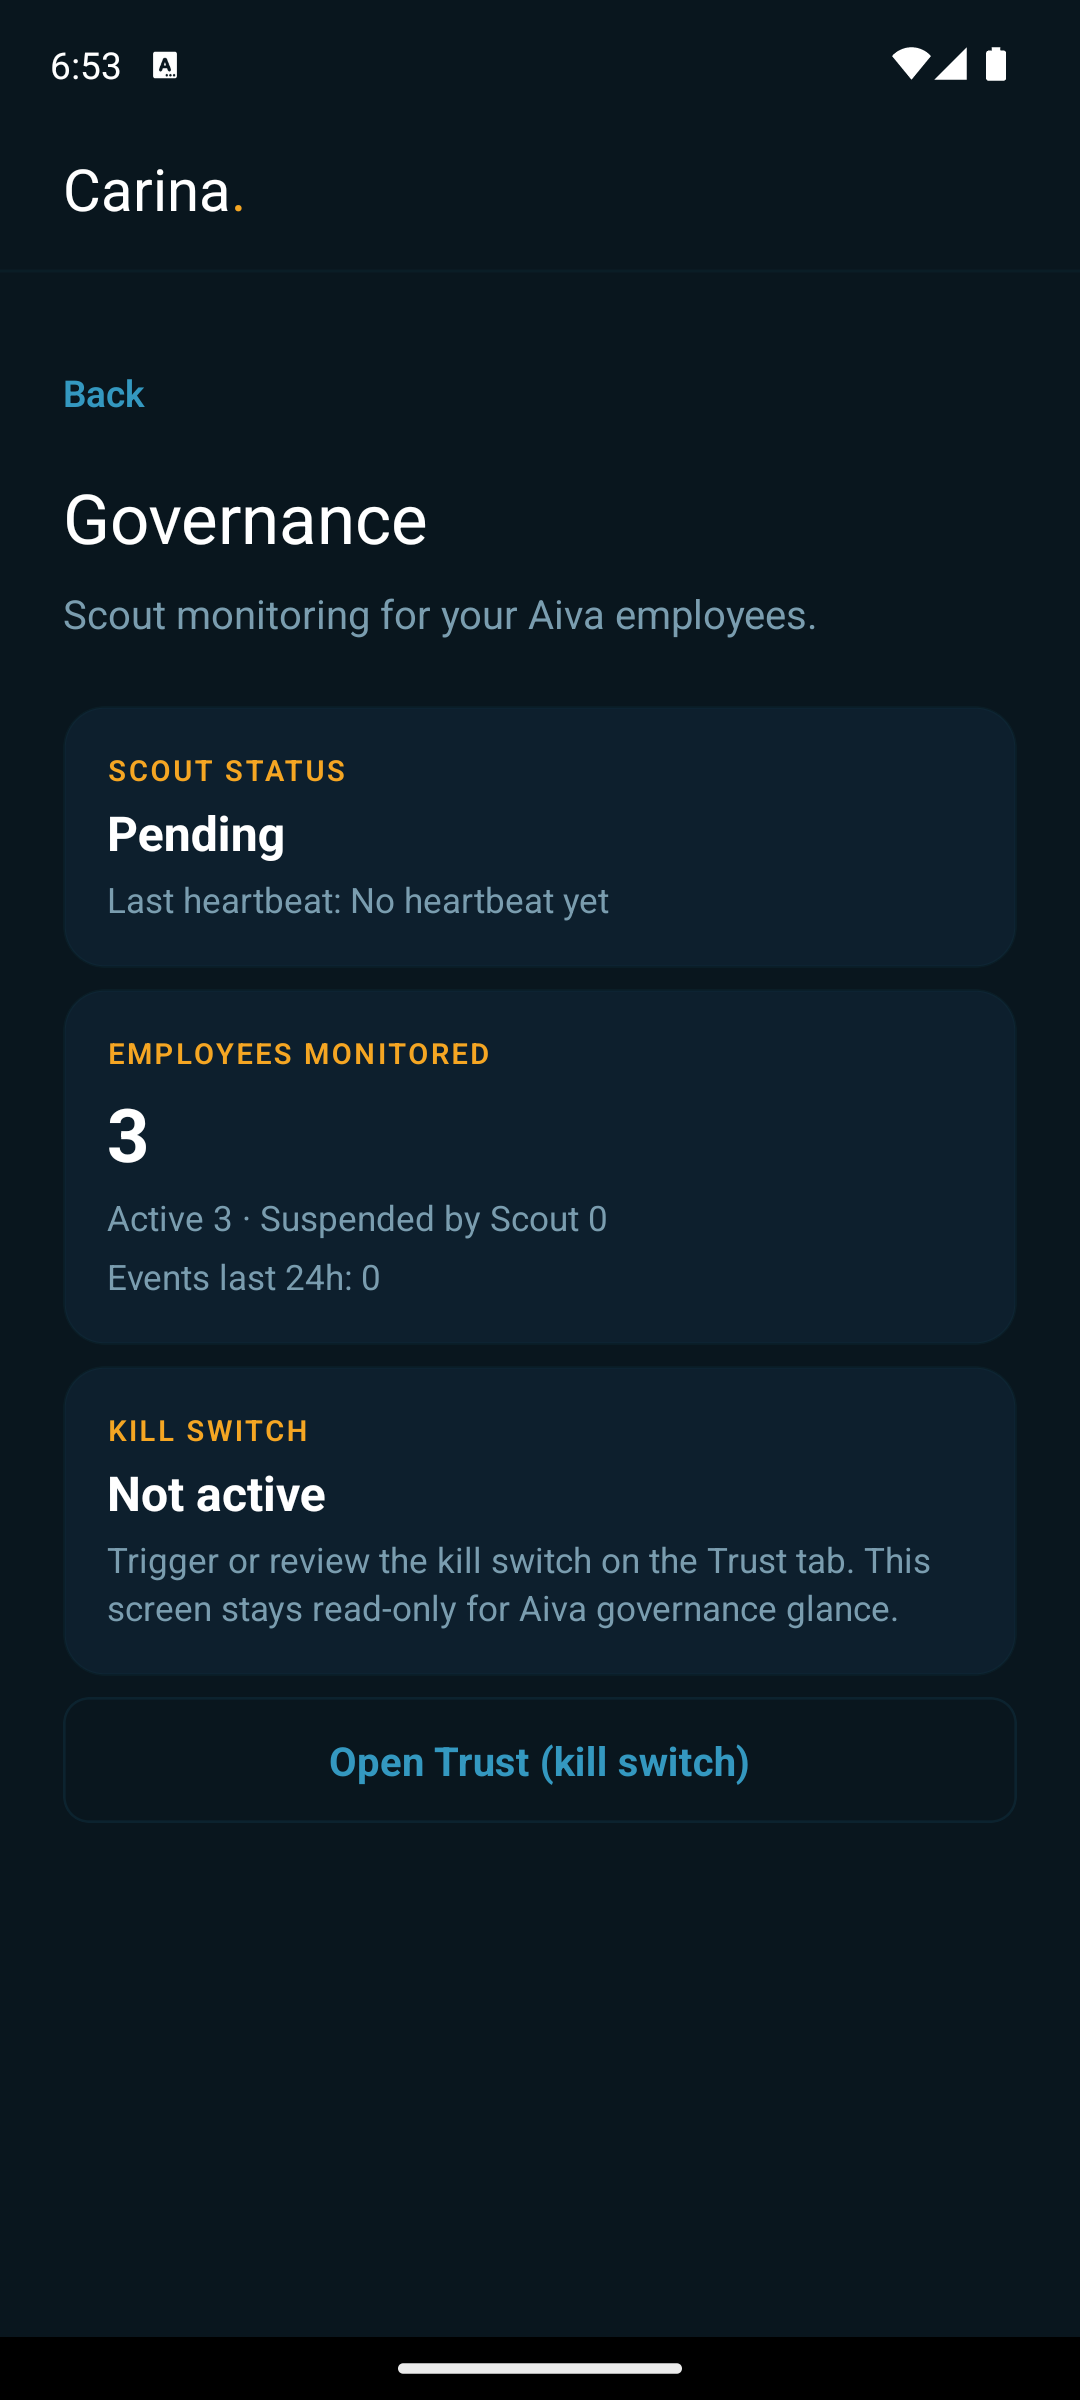 6:53
Carina.
Back
Governance
Scout monitoring for your Aiva employees.
SCOUT STATUS
Pending
Last heartbeat: No heartbeat yet
EMPLOYEES MONITORED
3
Active 3 · Suspended by Scout 0
Events last 24h: 0
KILL SWITCH
Not active
Trigger or review the kill switch on the Trust tab. This
screen stays read-only for Aiva governance glance.
Open Trust (kill switch)